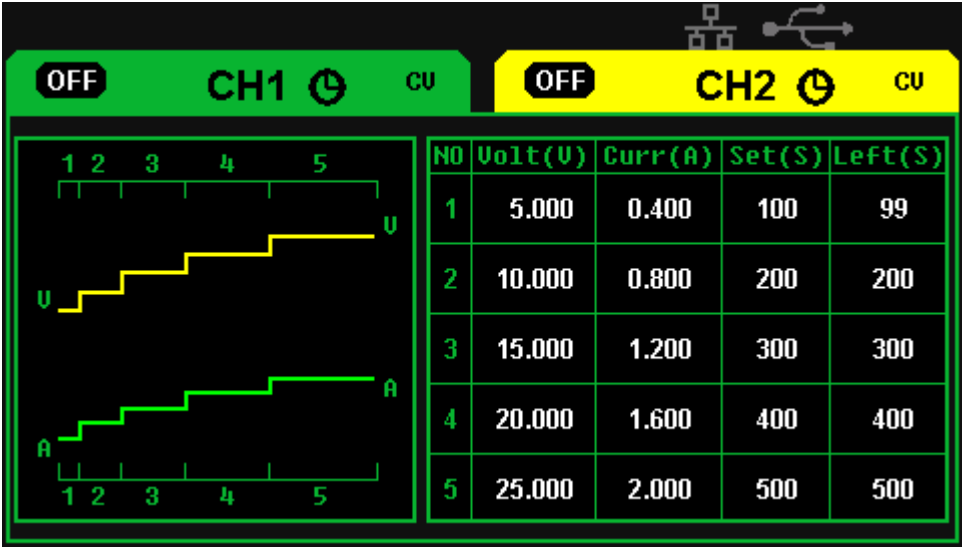 OFF CH1 CV OFF CH2 CV
1 2 3 4 5
V
V
A
A
1 2 3 4 5
NO Volt(V) Curr(A) Set(S) Left(S)
1 5.000 0.400 100 99
2 10.000 0.800 200 200
3 15.000 1.200 300 300
4 20.000 1.600 400 400
5 25.000 2.000 500 500